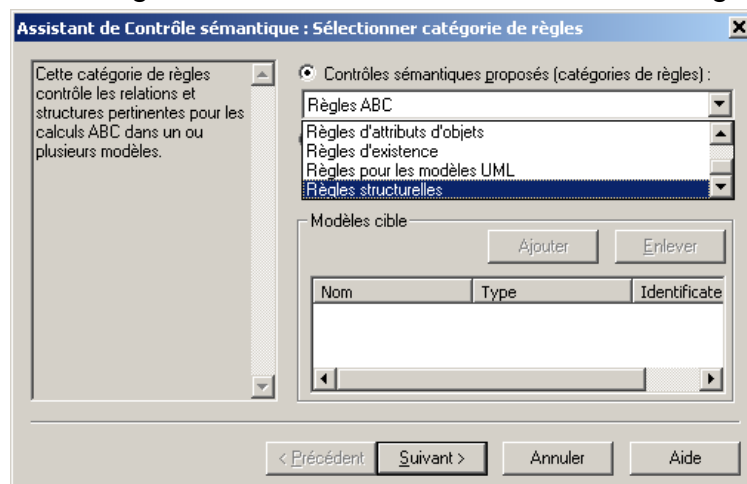 Assistant de Contrôle sémantique : Sélectionner catégorie de règles
Cette catégorie de règles
contrôle les relations et
structures pertinentes pour les
calculs ABC dans un ou
plusieurs modèles.
Contrôles sémantiques proposés (catégories de règles) :
Règles ABC
Règles d'attributs d'objets
Règles d'existence
Règles pour les modèles UML
Règles structurelles
Modèles cible
Ajouter
Enlever
Nom
Type
Identificate
< Précédent
Suivant >
Annuler
Aide